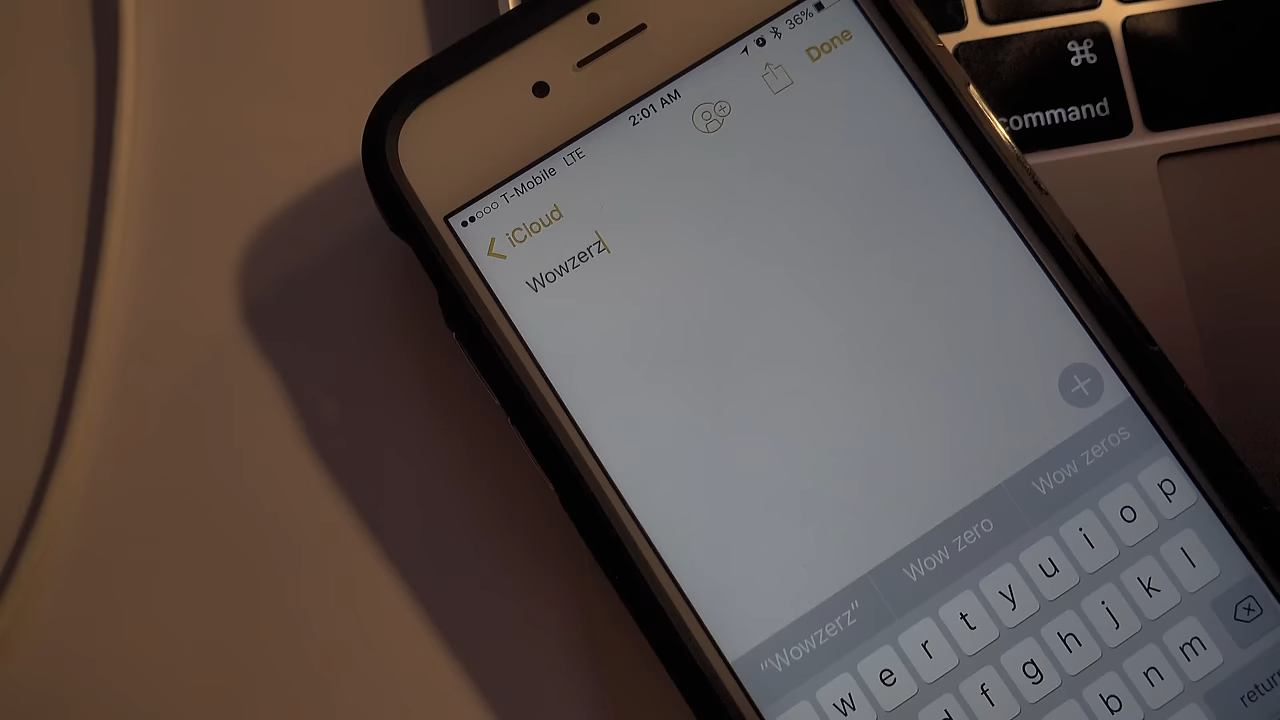 ●●○○○ T-Mobile LTE 2:01 AM 36%
iCloud Done
Wowzerz
"Wowzerz" Wow zero Wow zeros
w e r t y u i o p
f g h j k l
b n m
return
⌘
command